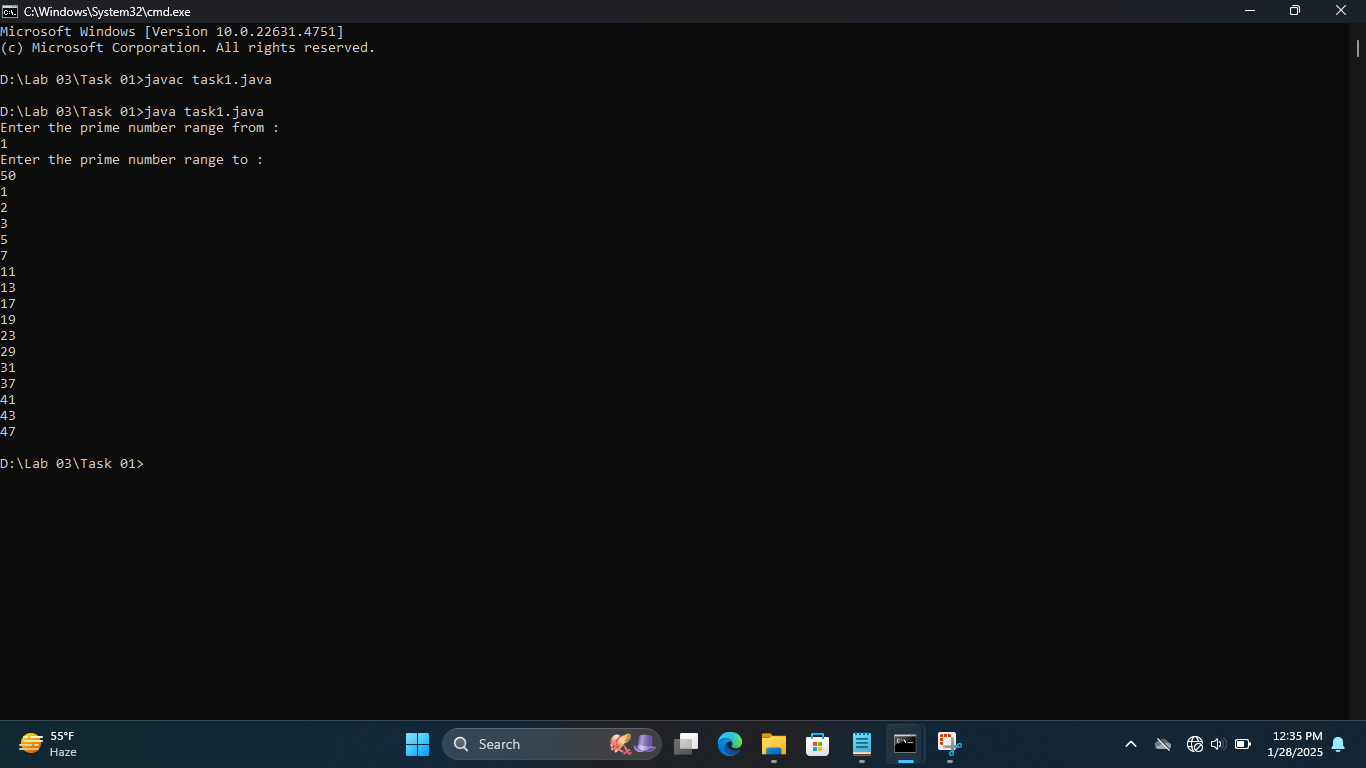 C:\Windows\System32\cmd.exe
Microsoft Windows [Version 10.0.22631.4751]
(c) Microsoft Corporation. All rights reserved.
D:\Lab 03\Task 01>javac task1.java
D:\Lab 03\Task 01>java task1.java
Enter the prime number range from :
1
Enter the prime number range to :
50
1
2
3
5
7
11
13
17
19
23
29
31
37
41
43
47
D:\Lab 03\Task 01>
55°F
Haze
Search
12:35 PM
1/28/2025